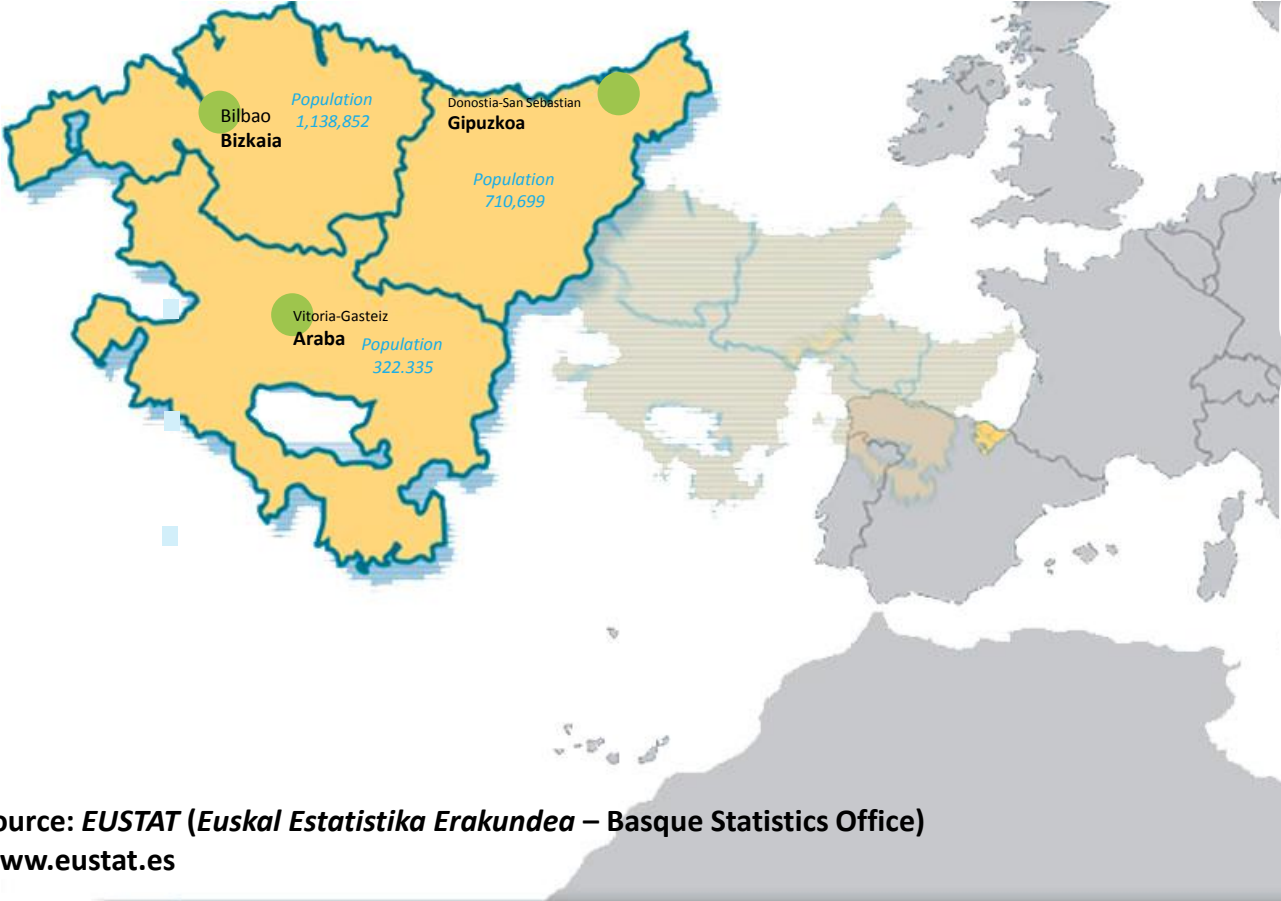 Population
1,138,852
Bilbao
Bizkaia
Donostia-San Sebastian
Gipuzkoa
Population
710,699
Vitoria-Gasteiz
Araba
Population
322.335
ource: EUSTAT (Euskal Estatistika Erakundea – Basque Statistics Office)
ww.eustat.es